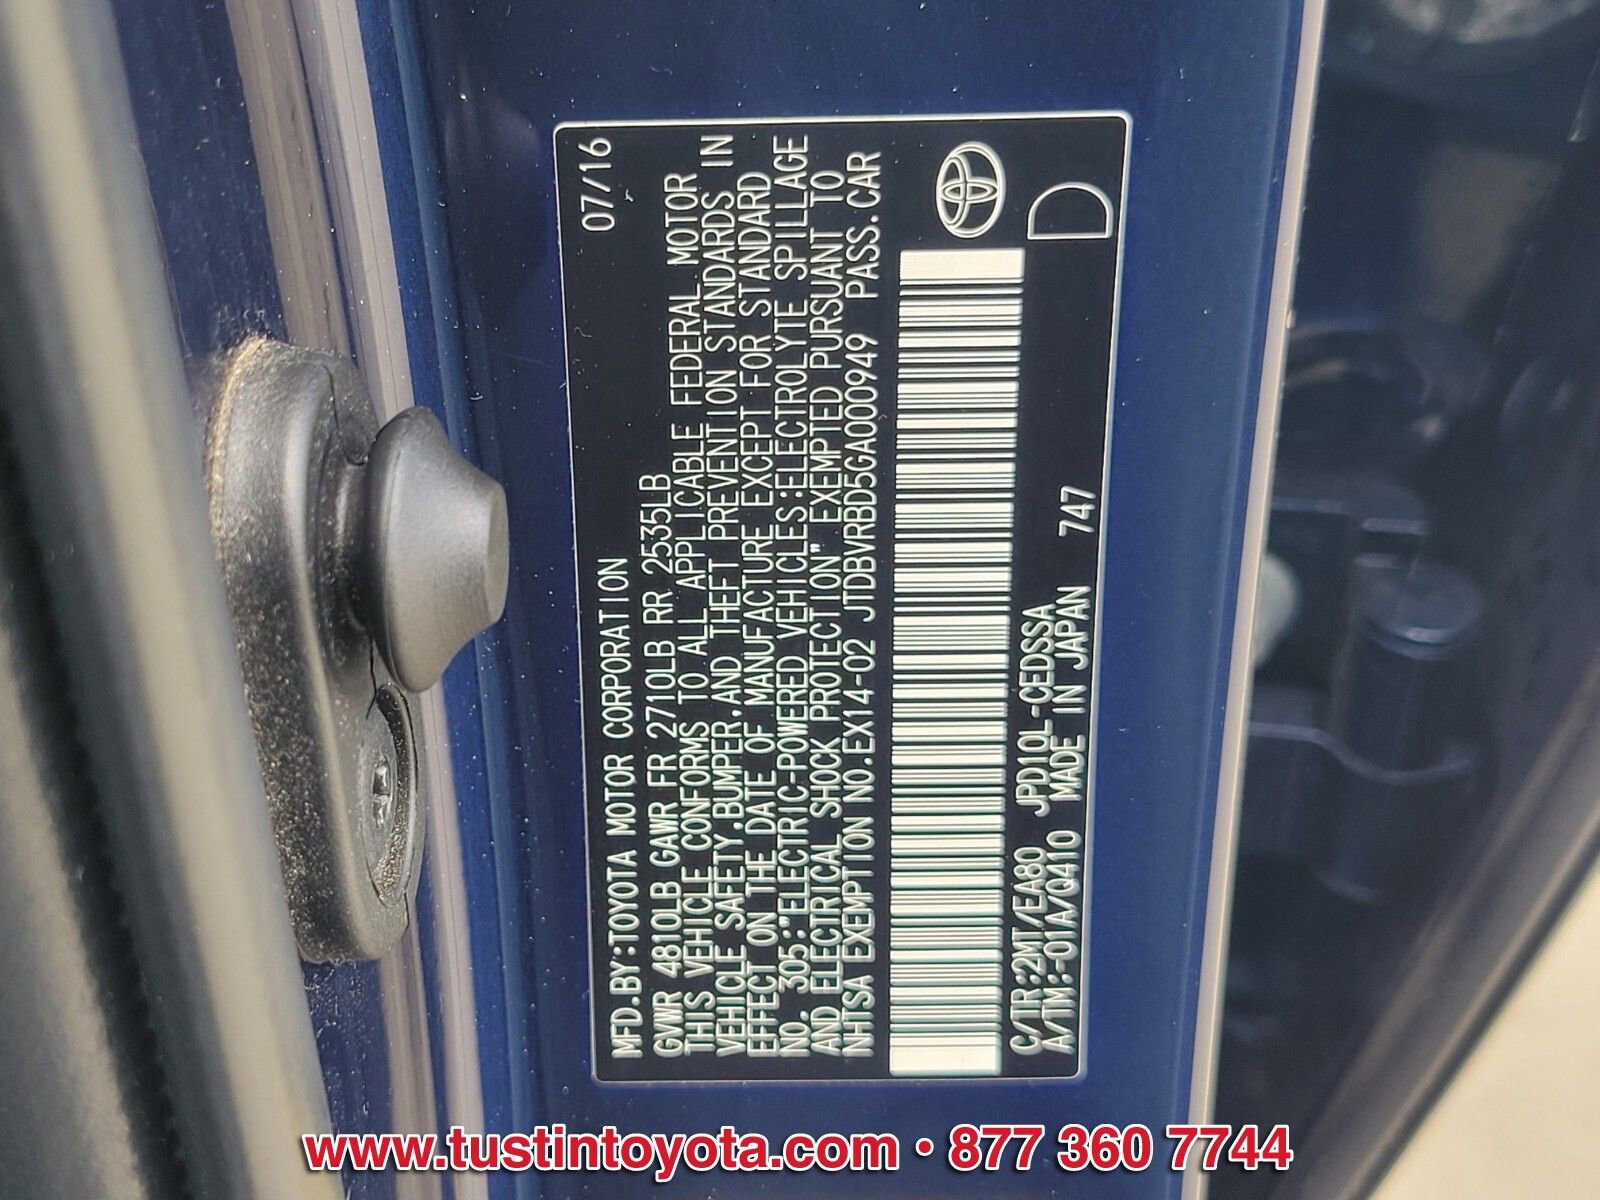 MFD.BY:TOYOTA MOTOR CORPORATION 07/16
GVWR 4810LB GAWR FR 2710LB RR 2535LB
THIS VEHICLE CONFORMS TO ALL APPLICABLE FEDERAL MOTOR
VEHICLE SAFETY,BUMPER,AND THEFT PREVENTION STANDARDS IN
EFFECT ON THE DATE OF MANUFACTURE EXCEPT FOR STANDARD
NO. 305:"ELECTRIC-POWERED VEHICLES:ELECTROLYTE SPILLAGE
AND ELECTRICAL SHOCK PROTECTION" EXEMPTED PURSUANT TO
NHTSA EXEMPTION NO.EX14-02 JTDBVRBD5GA000949 PASS.CAR
C/TR:2MT/EA80 JPD10L-CEDSSA
A/TM:-01A/Q410 MADE IN JAPAN 747
D
www.tustintoyota.com • 877 360 7744